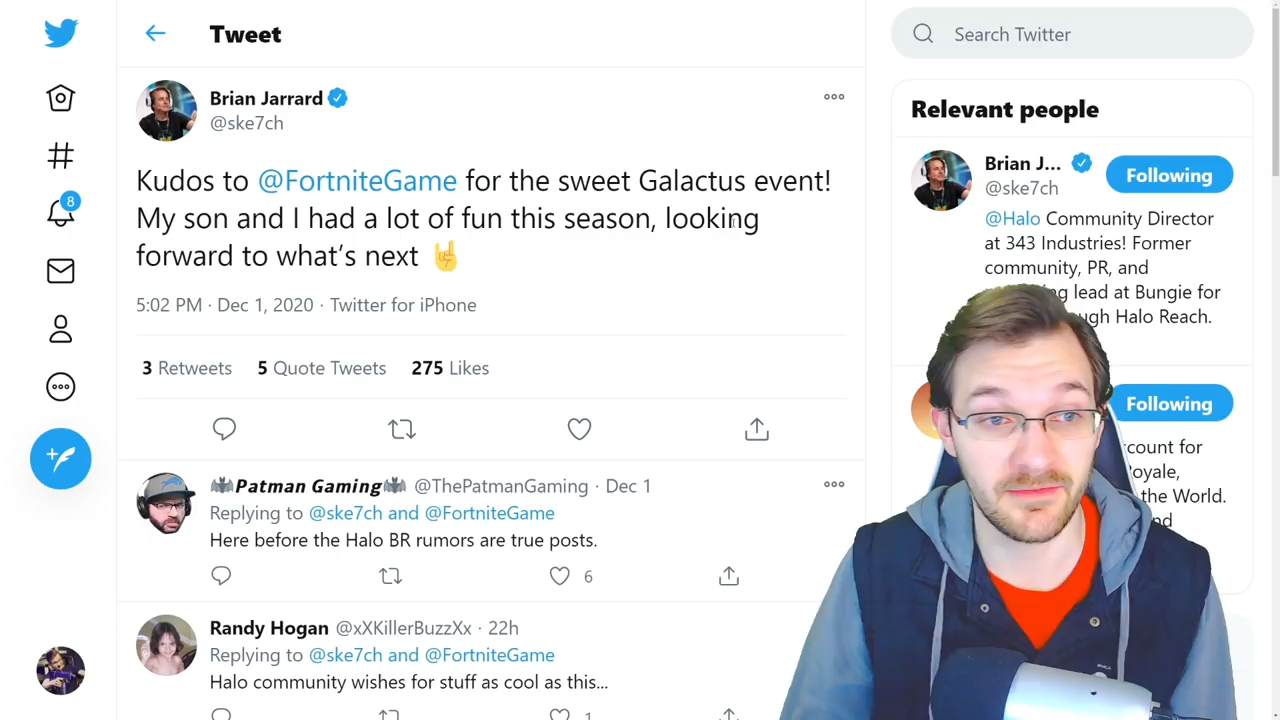 Tweet
Search Twitter
8
Brian Jarrard
@ske7ch
Kudos to @FortniteGame for the sweet Galactus event!
My son and I had a lot of fun this season, looking
forward to what's next 🤘
5:02 PM · Dec 1, 2020 · Twitter for iPhone
3 Retweets 5 Quote Tweets 275 Likes
🦇Patman Gaming🦇 @ThePatmanGaming · Dec 1
Replying to @ske7ch and @FortniteGame
Here before the Halo BR rumors are true posts.
6
Randy Hogan @xXKillerBuzzXx · 22h
Replying to @ske7ch and @FortniteGame
Halo community wishes for stuff as cool as this...
1
Relevant people
Brian J...
Following
@ske7ch
@Halo Community Director
at 343 Industries! Former
community, PR, and
lead at Bungie for
Halo Reach.
Following
for
the World.